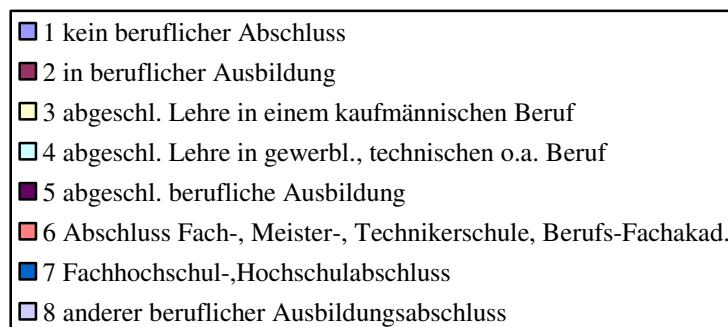 1 kein beruflicher Abschluss
2 in beruflicher Ausbildung
3 abgeschl. Lehre in einem kaufmännischen Beruf
4 abgeschl. Lehre in gewerbl., technischen o.a. Beruf
5 abgeschl. berufliche Ausbildung
6 Abschluss Fach-, Meister-, Technikerschule, Berufs-Fachakad.
7 Fachhochschul-,Hochschulabschluss
8 anderer beruflicher Ausbildungsabschluss